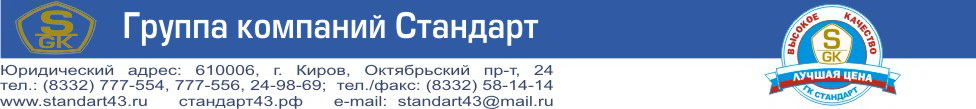 S
GK
Группа компаний Стандарт
ВЫСОКОЕ КАЧЕСТВО
S
GK
ЛУЧШАЯ ЦЕНА
ГК СТАНДАРТ
Юридический адрес: 610006, г. Киров, Октябрьский пр-т, 24
тел.: (8332) 777-554, 777-556, 24-98-69; тел./факс: (8332) 58-14-14
www.standart43.ru стандарт43.рф e-mail: standart43@mail.ru